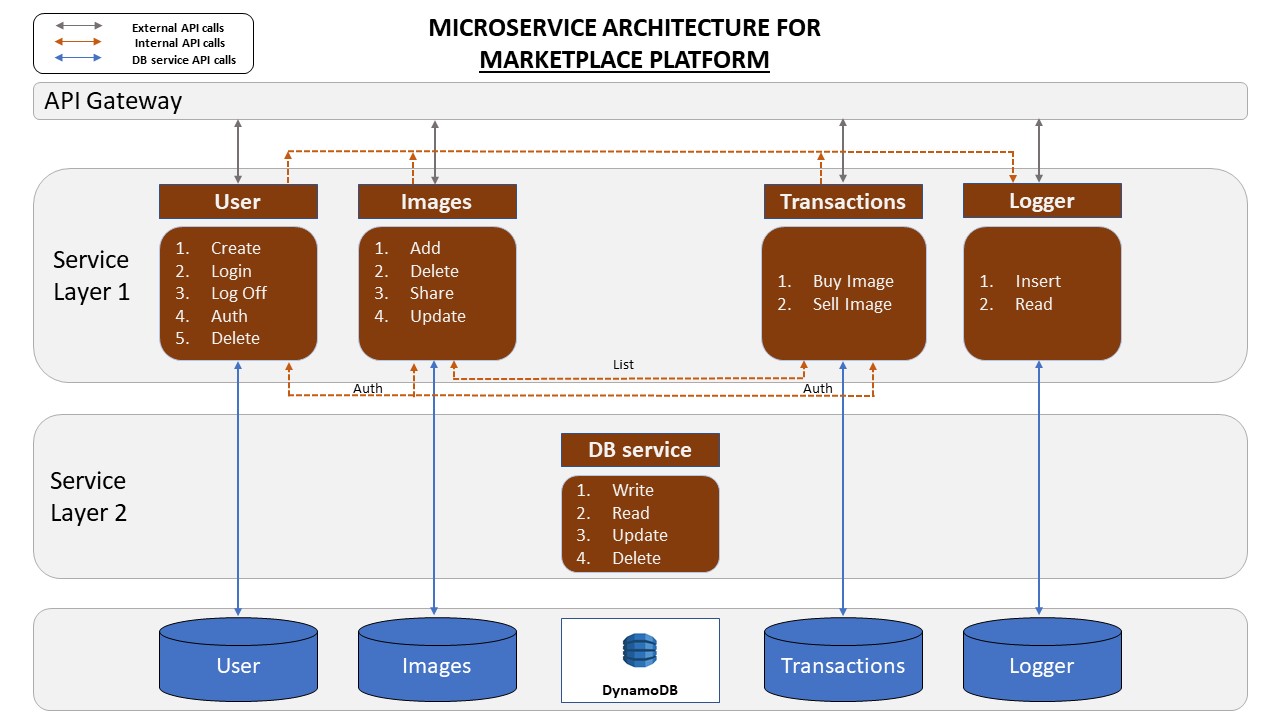 External API calls
Internal API calls
DB service API calls
MICROSERVICE ARCHITECTURE FOR
MARKETPLACE PLATFORM
API Gateway
User
Images
Transactions
Logger
Service
Layer 1
1. Create
2. Login
3. Log Off
4. Auth
5. Delete
1. Add
2. Delete
3. Share
4. Update
1. Buy Image
2. Sell Image
1. Insert
2. Read
List
Auth
Auth
Service
Layer 2
DB service
1. Write
2. Read
3. Update
4. Delete
User
Images
DynamoDB
Transactions
Logger